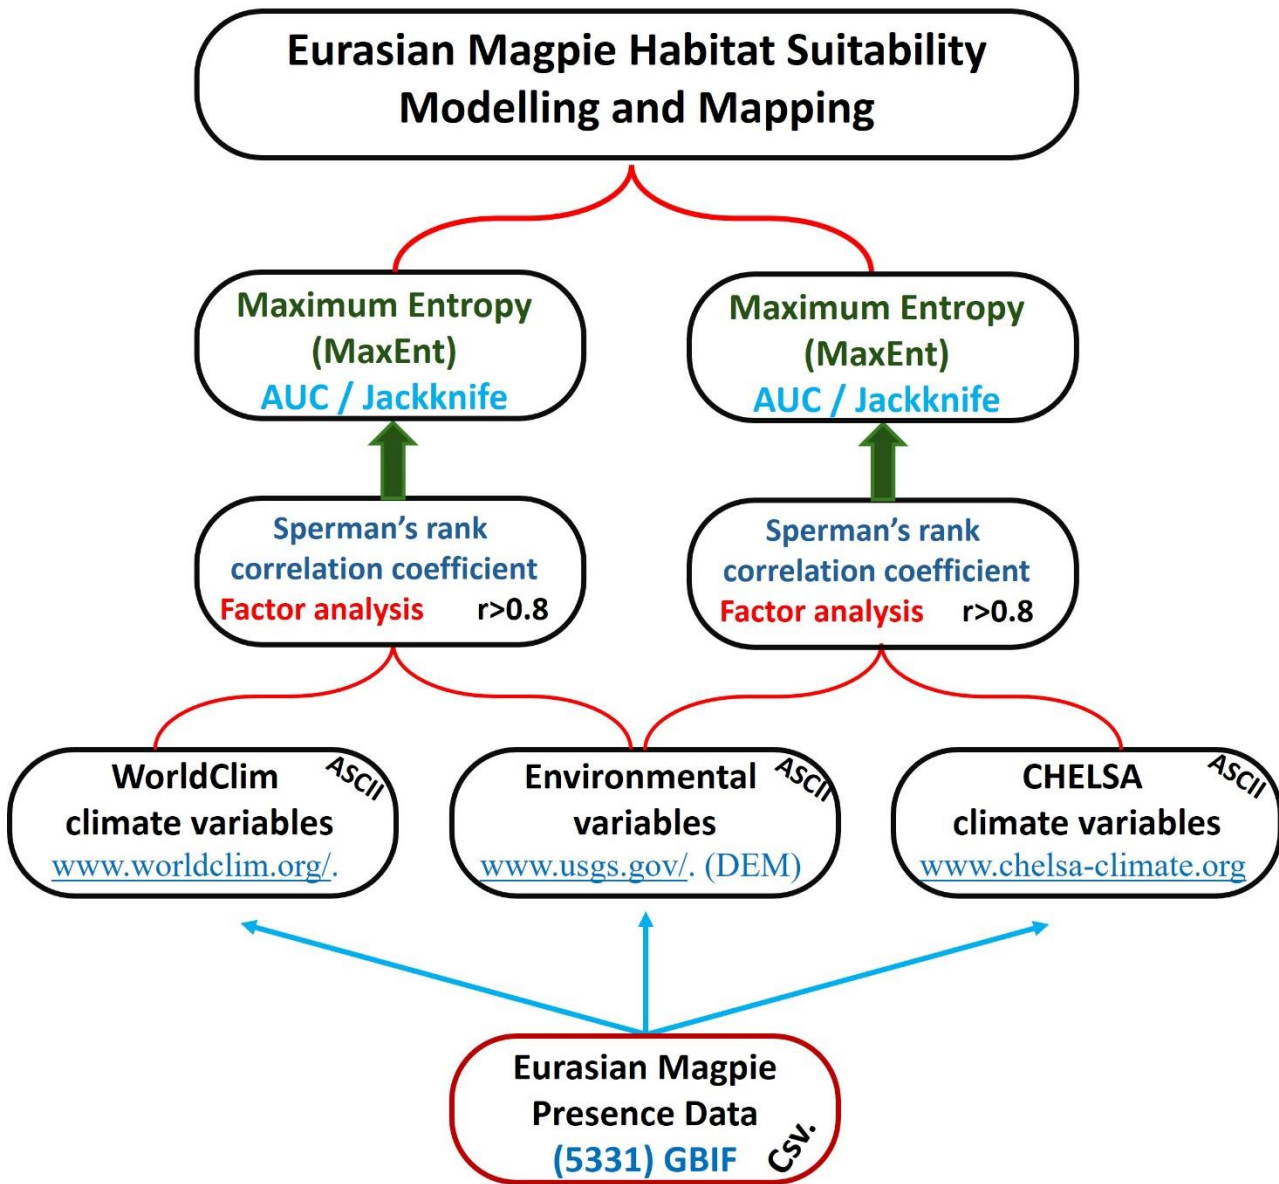 Eurasian Magpie Habitat Suitability
Modelling and Mapping
Maximum Entropy
(MaxEnt)
AUC / Jackknife
Maximum Entropy
(MaxEnt)
AUC / Jackknife
Sperman's rank
correlation coefficient
Factor analysis r>0.8
Sperman's rank
correlation coefficient
Factor analysis r>0.8
WorldClim ASCII
climate variables
www.worldclim.org/.
Environmental ASCII
variables
www.usgs.gov/. (DEM)
CHELSA ASCII
climate variables
www.chelsa-climate.org
Eurasian Magpie
Presence Data
(5331) GBIF Csv.